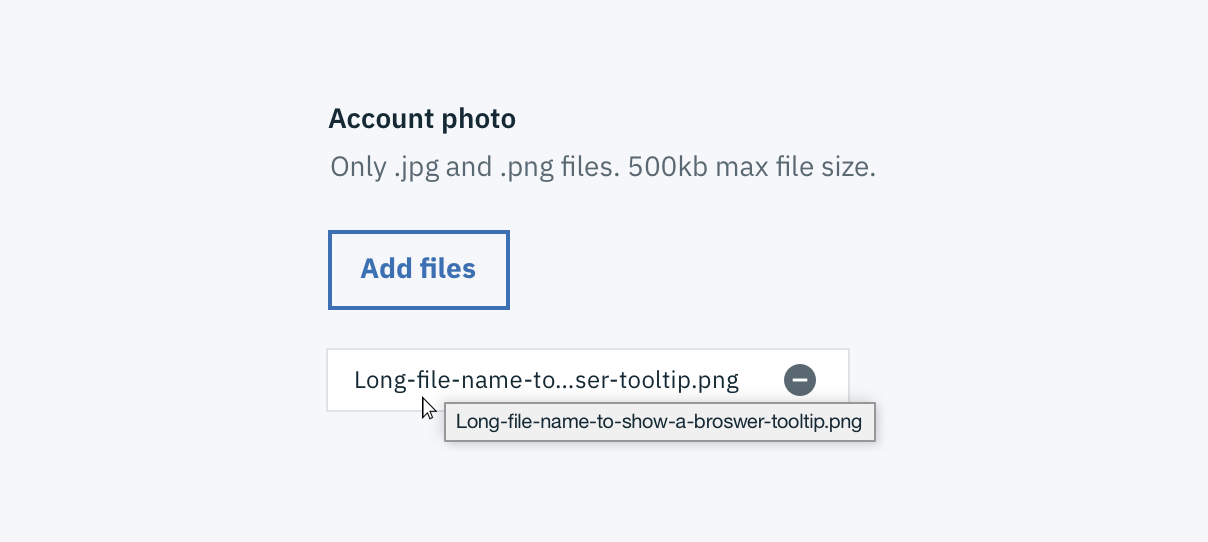 Account photo
Only .jpg and .png files. 500kb max file size.
Add files
Long-file-name-to...ser-tooltip.png
Long-file-name-to-show-a-broswer-tooltip.png